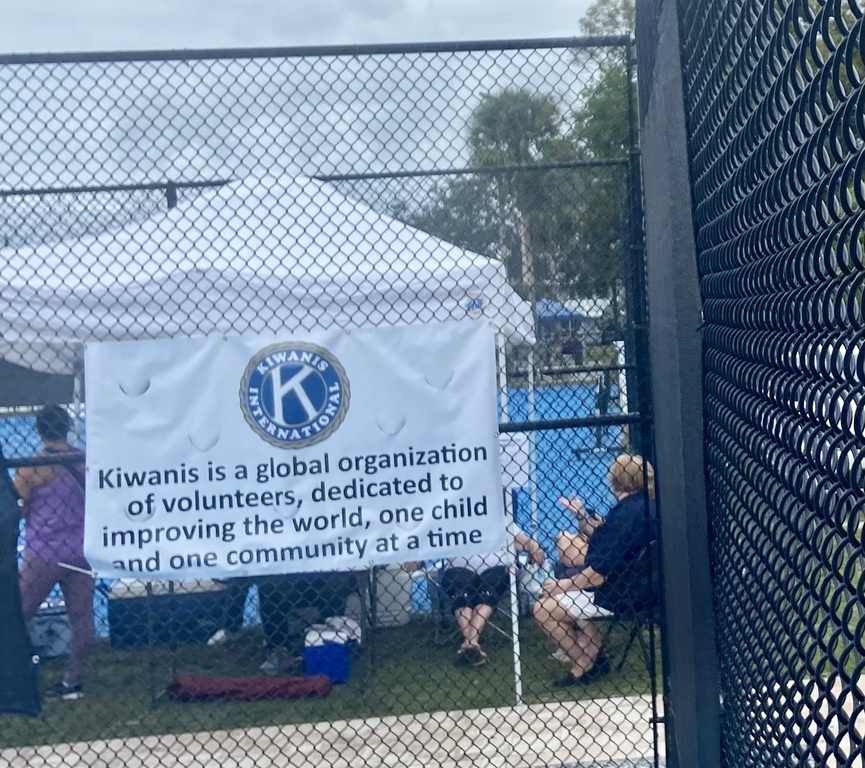 KIWANIS
K
INTERNATIONAL
Kiwanis is a global organization
of volunteers, dedicated to
improving the world, one child
and one community at a time